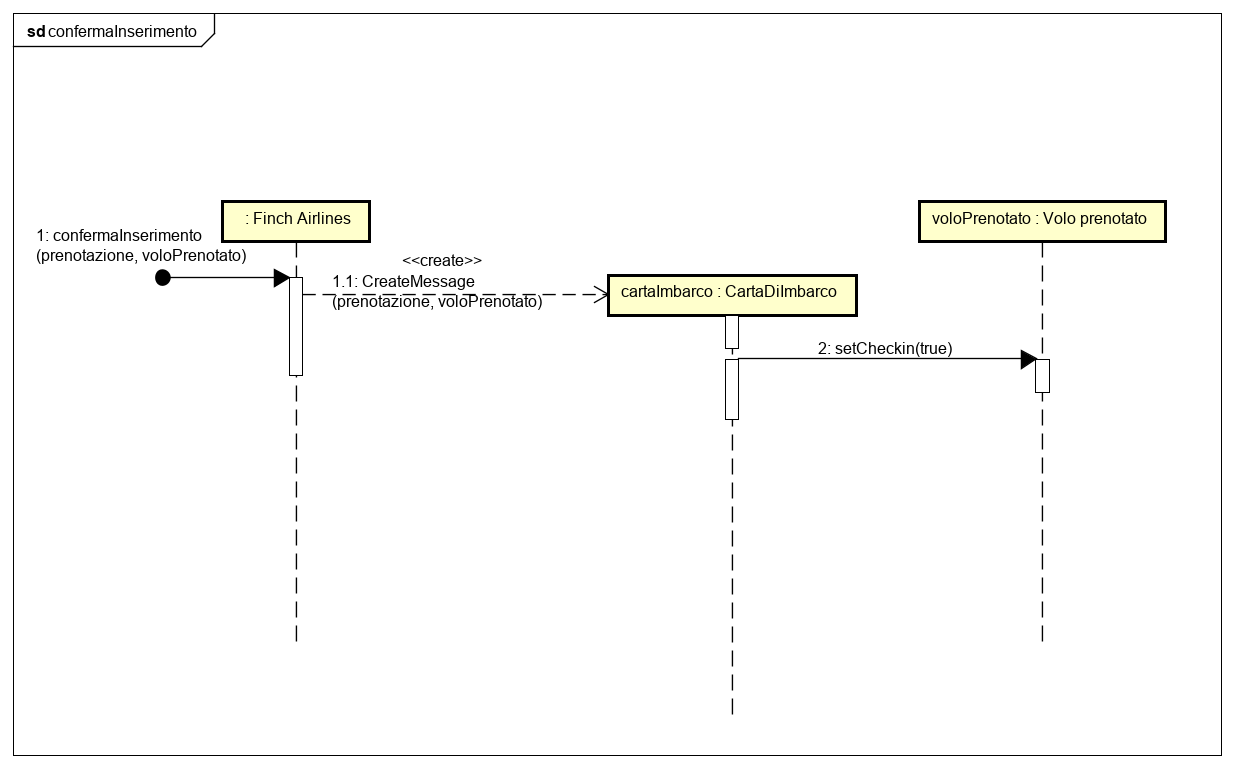 sd confermaInserimento
: Finch Airlines
voloPrenotato : Volo prenotato
1: confermaInserimento
(prenotazione, voloPrenotato)
<<create>>
1.1: CreateMessage
(prenotazione, voloPrenotato)
cartaImbarco : CartaDiImbarco
2: setCheckin(true)